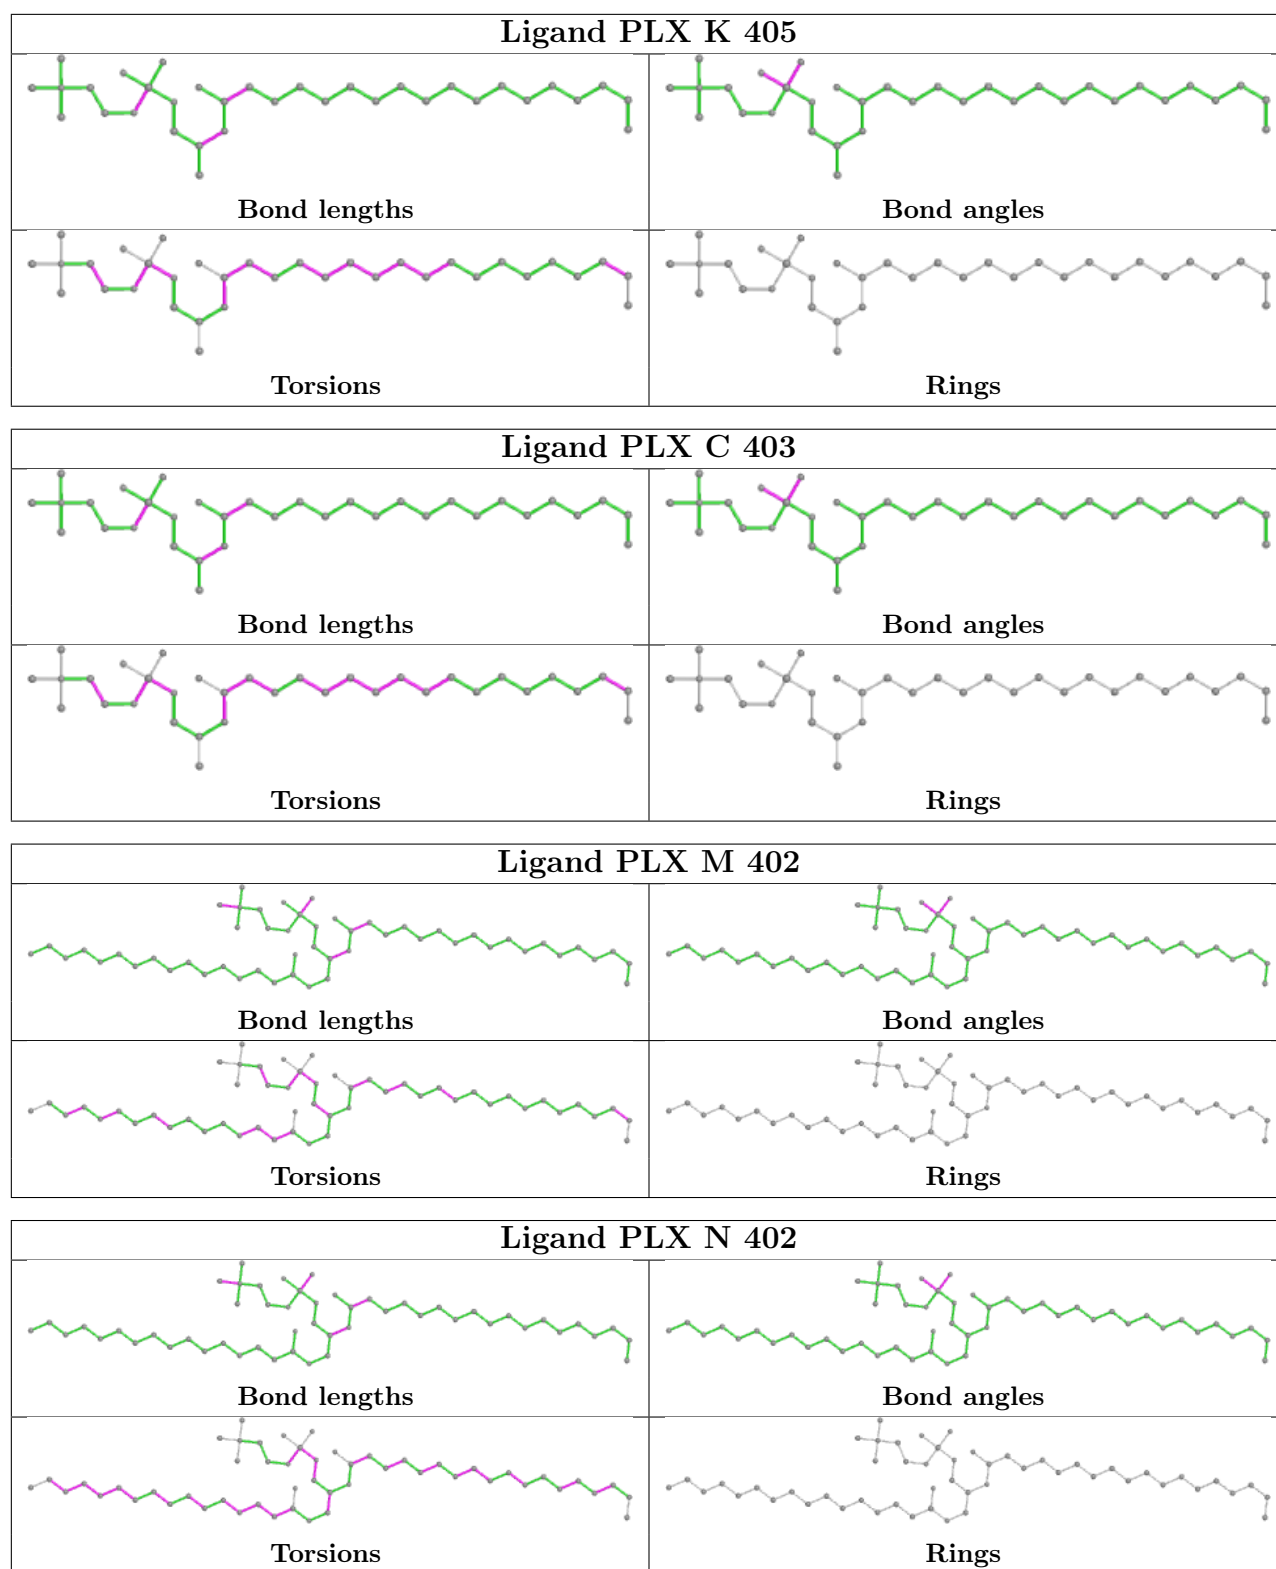 Ligand PLX K 405
Bond lengths
Bond angles
Torsions
Rings
Ligand PLX C 403
Bond lengths
Bond angles
Torsions
Rings
Ligand PLX M 402
Bond lengths
Bond angles
Torsions
Rings
Ligand PLX N 402
Bond lengths
Bond angles
Torsions
Rings